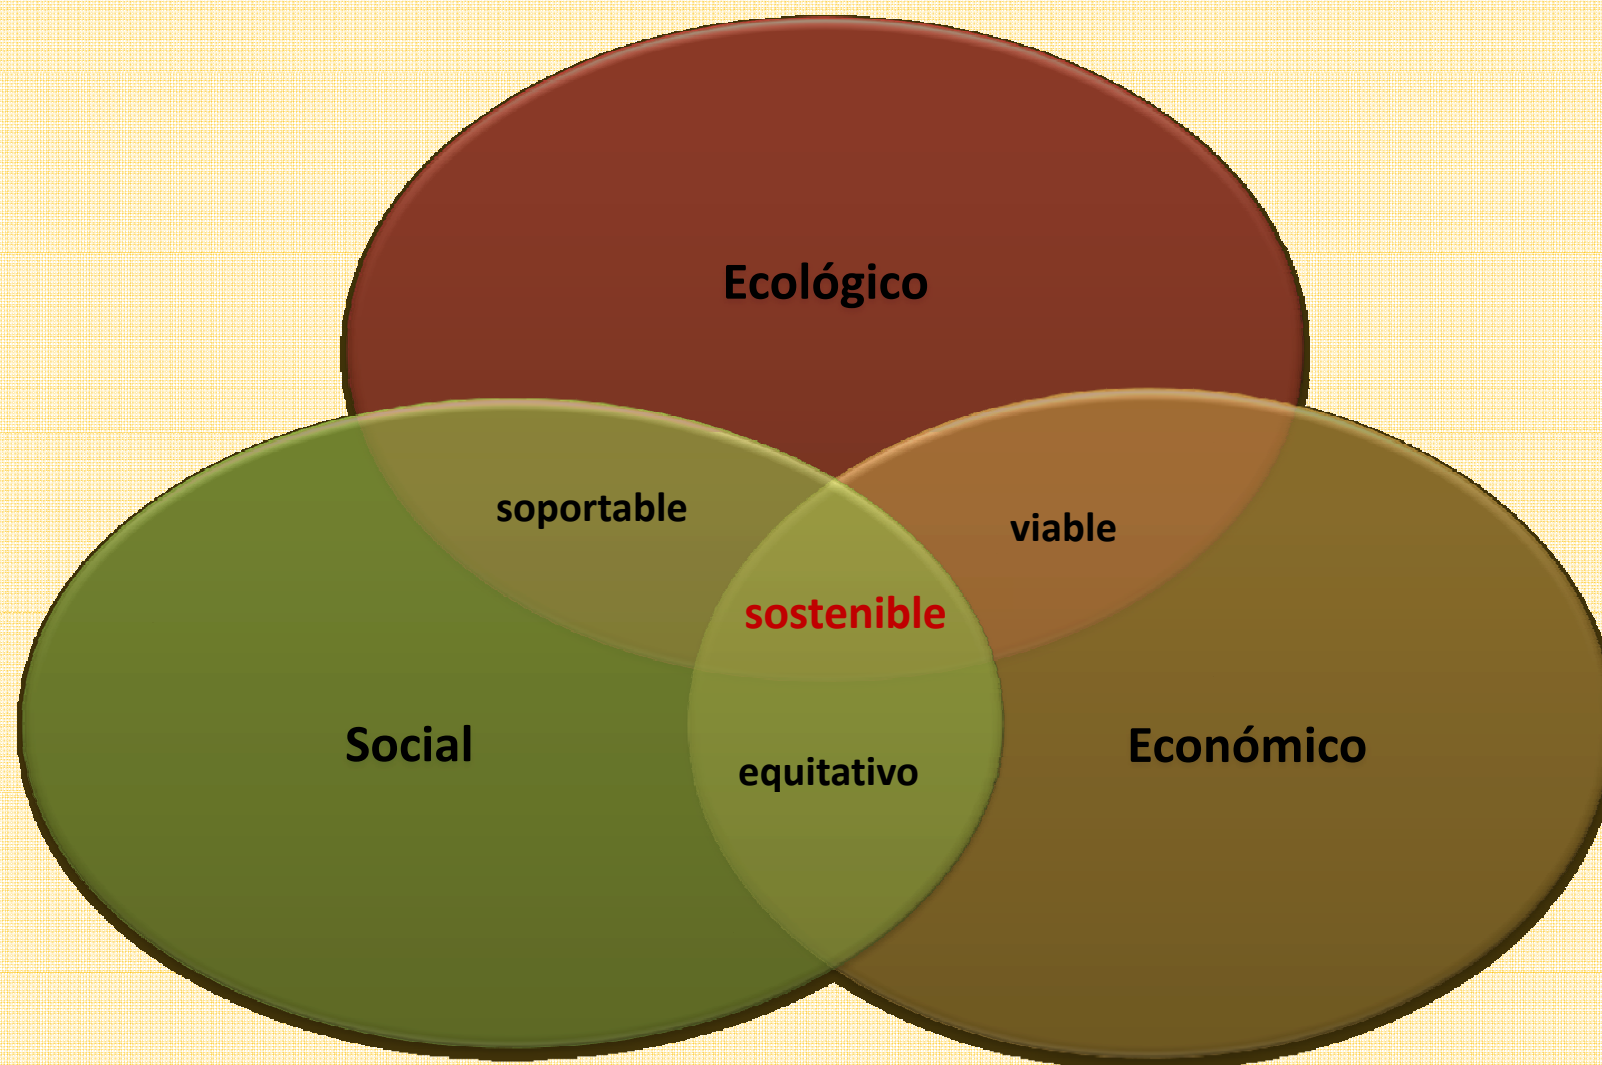 Ecológico
soportable
viable
sostenible
Social
Económico
equitativo